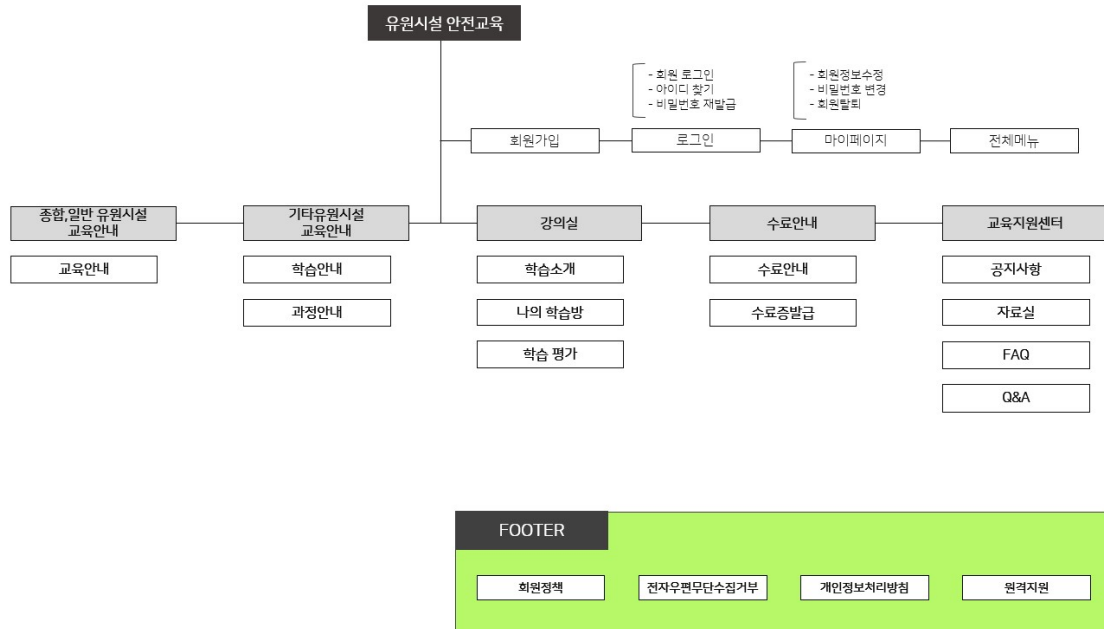 유원시설 안전교육
- 회원 로그인
- 아이디 찾기
- 비밀번호 재발급
- 회원정보수정
- 비밀번호 변경
- 회원탈퇴
회원가입
로그인
마이페이지
전체메뉴
종합,일반 유원시설
교육안내
기타유원시설
교육안내
강의실
수료안내
교육지원센터
교육안내
학습안내
학습소개
수료안내
공지사항
과정안내
나의 학습방
수료증발급
자료실
학습 평가
FAQ
Q&A
FOOTER
회원정책
전자우편무단수집거부
개인정보처리방침
원격지원